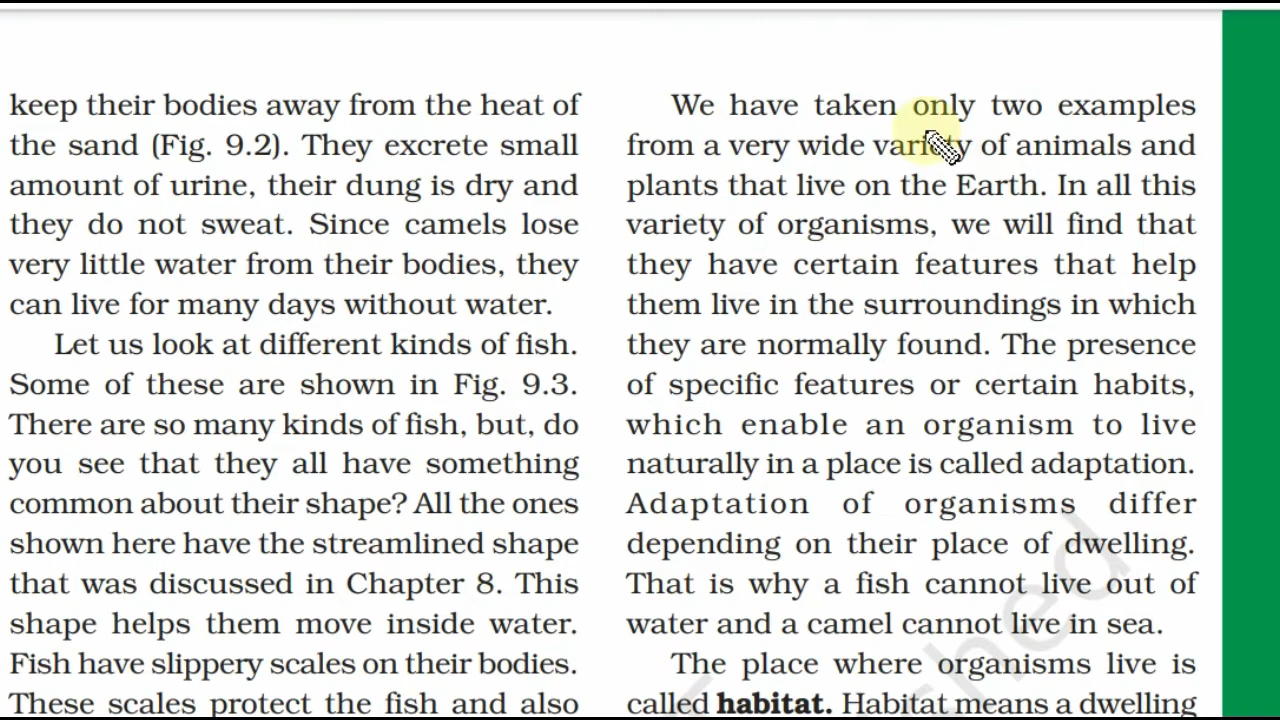 keep their bodies away from the heat of
the sand (Fig. 9.2). They excrete small
amount of urine, their dung is dry and
they do not sweat. Since camels lose
very little water from their bodies, they
can live for many days without water.
Let us look at different kinds of fish.
Some of these are shown in Fig. 9.3.
There are so many kinds of fish, but, do
you see that they all have something
common about their shape? All the ones
shown here have the streamlined shape
that was discussed in Chapter 8. This
shape helps them move inside water.
Fish have slippery scales on their bodies.
These scales protect the fish and also
We have taken only two examples
from a very wide variety of animals and
plants that live on the Earth. In all this
variety of organisms, we will find that
they have certain features that help
them live in the surroundings in which
they are normally found. The presence
of specific features or certain habits,
which enable an organism to live
naturally in a place is called adaptation.
Adaptation of organisms differ
depending on their place of dwelling.
That is why a fish cannot live out of
water and a camel cannot live in sea.
The place where organisms live is
called habitat. Habitat means a dwelling